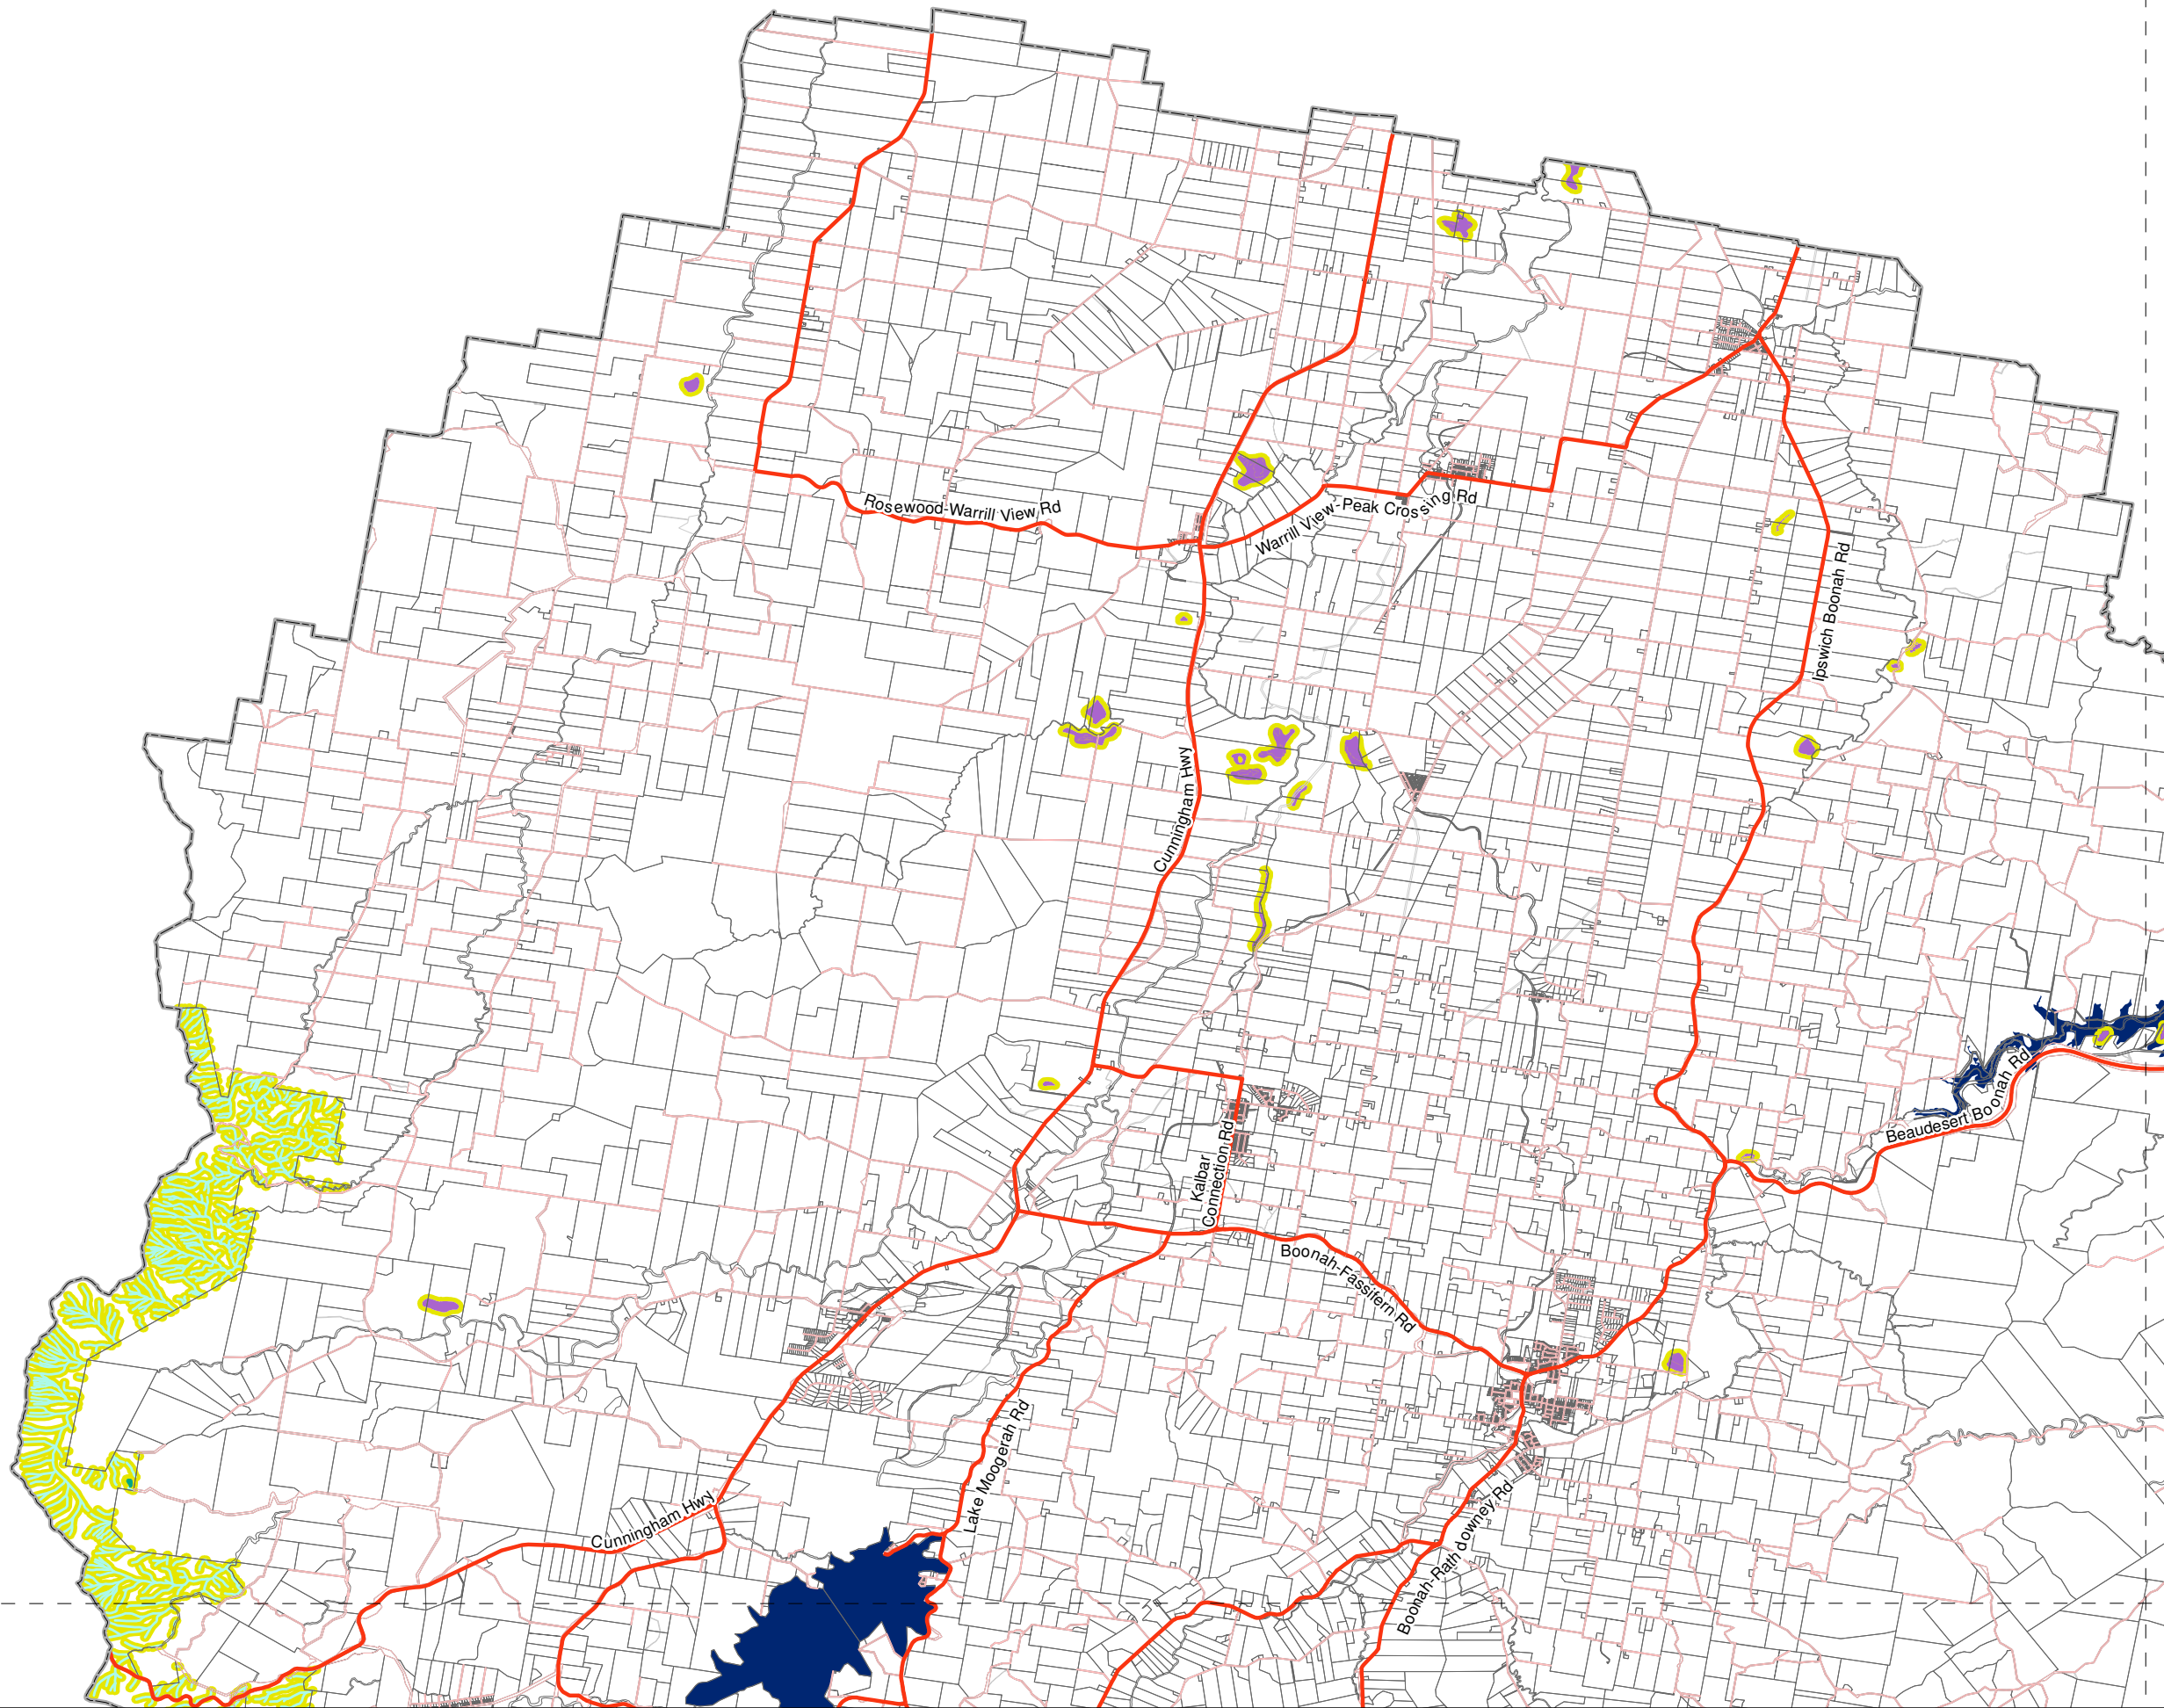 Rosewood-Warrill View Rd
Warrill View-Peak Crossing Rd
Ipswich Boonah Rd
Cunningham Hwy
Beaudesert Boonah Rd
Kalbar
Connection Rd
Boonah-Fassifern Rd
Lake Moogerah Rd
Cunningham Hwy
Boonah-Rathdowney Rd